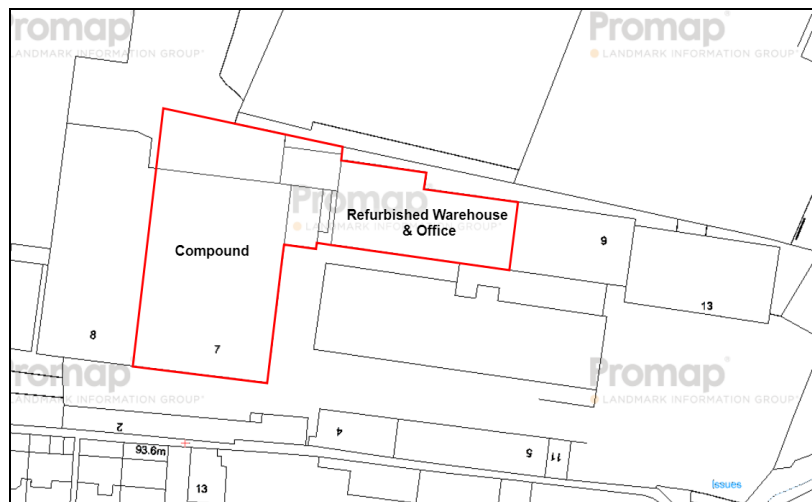 Promap
LANDMARK INFORMATION GROUP
Promap
LANDMARK INFORMATION GROUP
Promap
LANDMARK INFORMATION GROUP
Refurbished Warehouse
& Office
Compound
9
13
8
7
Promap
LANDMARK INFORMATION GROUP
Promap
LANDMARK INFORMATION GROUP
2
4
5
11
93.6m
13
Issues